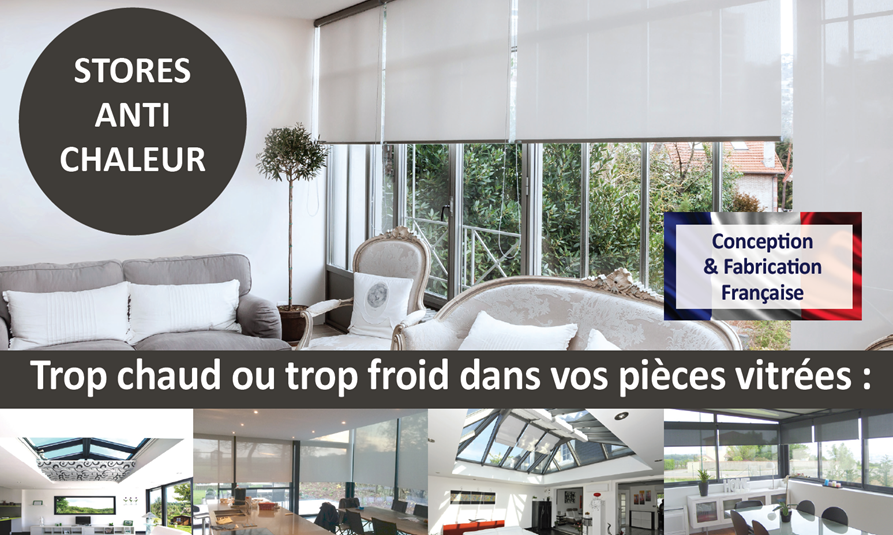 STORES
ANTI
CHALEUR
Conception
& Fabrication
Française
Trop chaud ou trop froid dans vos pièces vitrées :